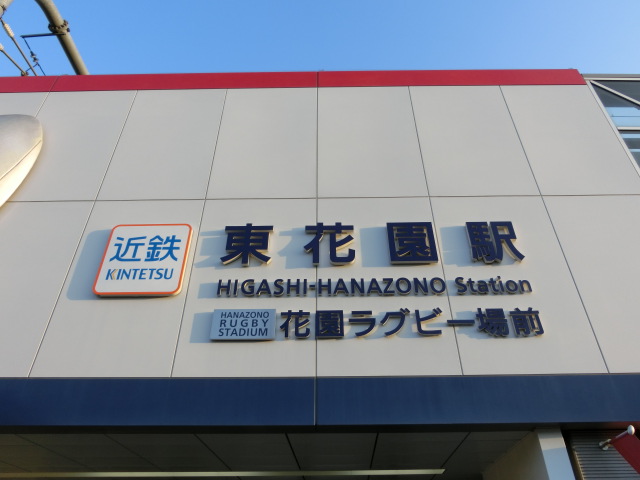 近鉄
KINTETSU
東花園駅
HIGASHI-HANAZONO Station
HANAZONO
RUGBY
STADIUM
花園ラグビー場前